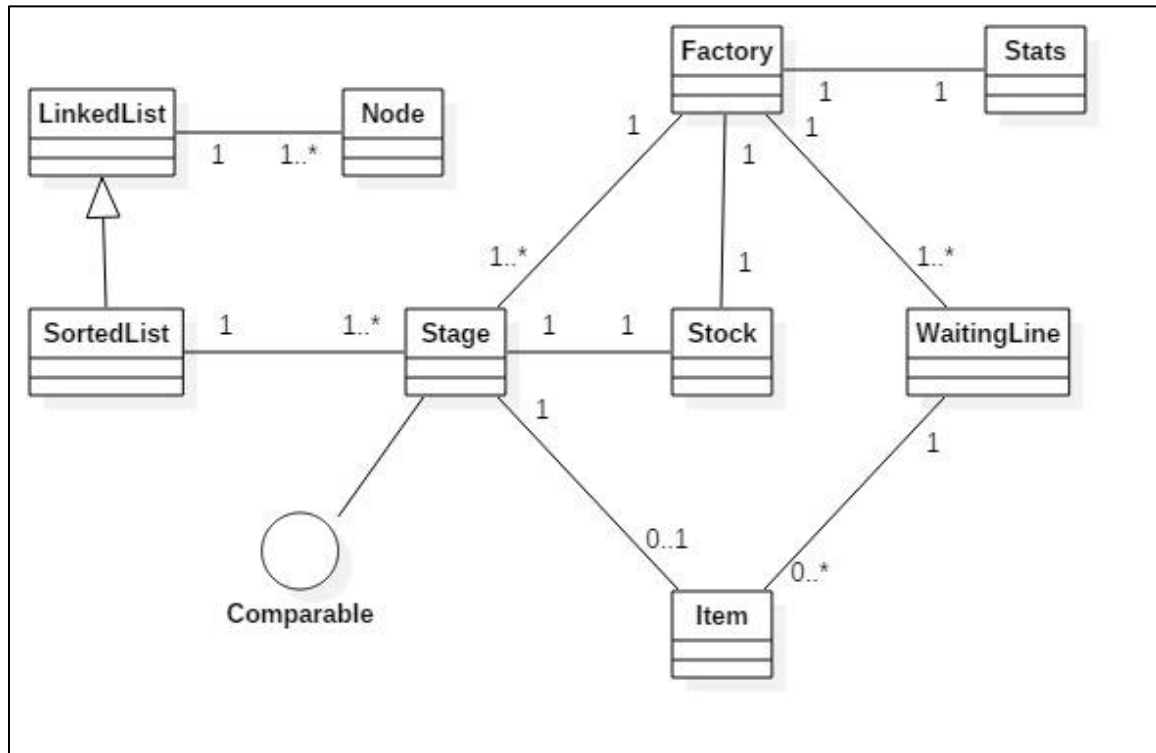 Factory
Stats
1
1
LinkedList
Node
1
1..*
1
1
1
1..*
1
1..*
SortedList
1
1..*
Stage
1
1
Stock
WaitingLine
1
1
0..1
0..*
Comparable
Item